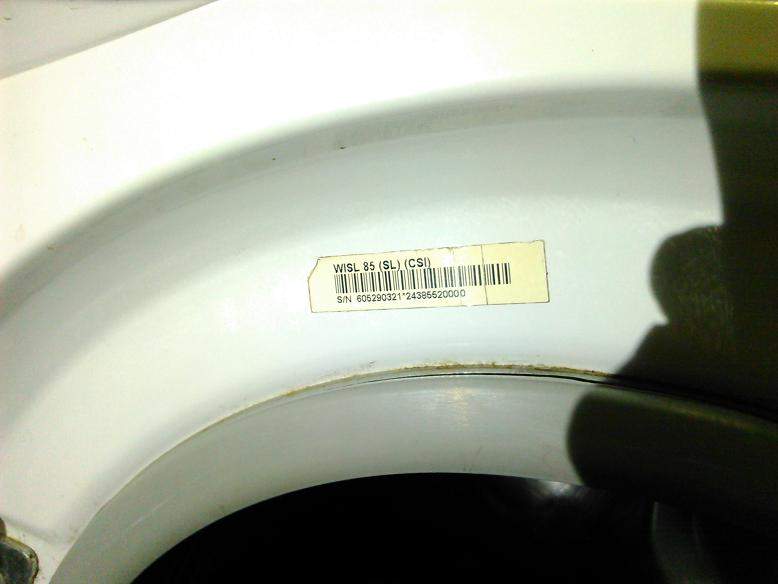 WISL 85 (SL) (CSI)
S/N 605290321*24385520000